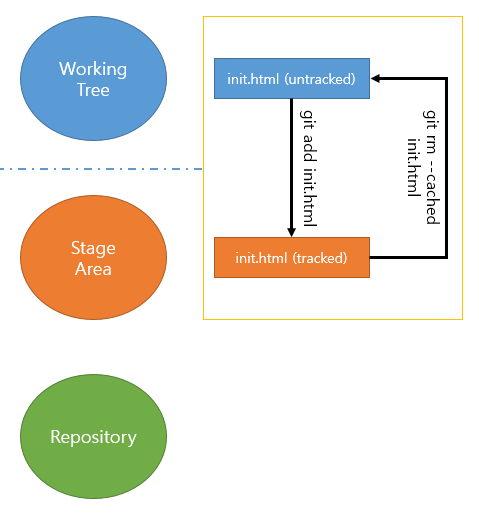 Working
Tree
init.html (untracked)
git add init.html
git rm --cached
init.html
Stage
Area
init.html (tracked)
Repository